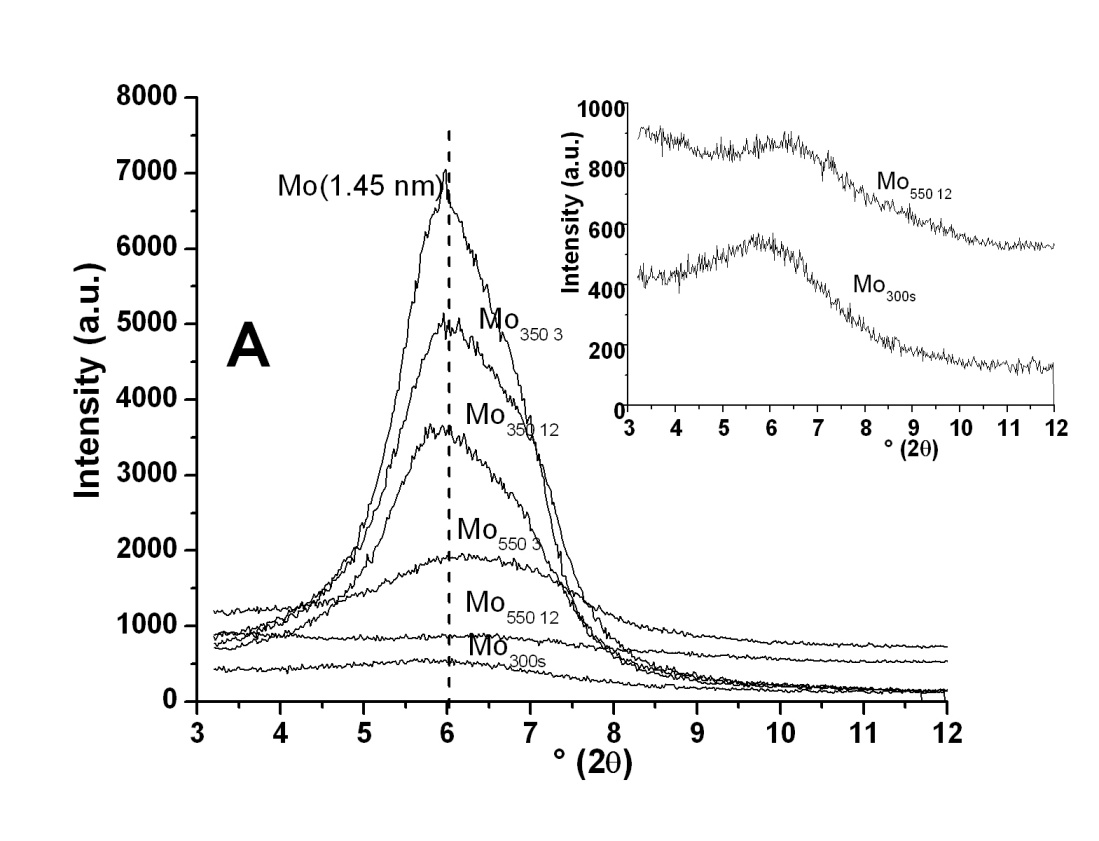 8000
7000
6000
5000
4000
3000
2000
1000
0
Intensity (a.u.)
A
Mo(1.45 nm)
Mo350 3
Mo350 12
Mo550 3
Mo550 12
Mo300s
3 4 5 6 7 8 9 10 11 12
° (2θ)
1000
800
600
400
200
0
Intensity (a.u.)
Mo550 12
Mo300s
3 4 5 6 7 8 9 10 11 12
° (2θ)